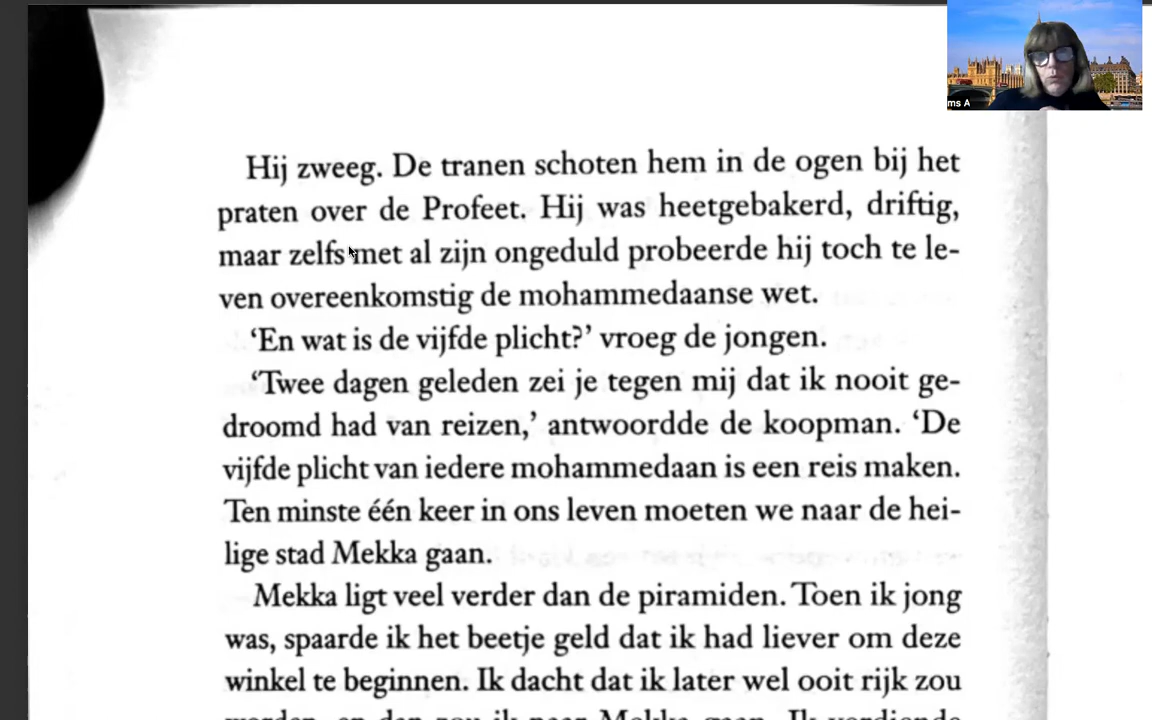 ms A
Hij zweeg. De tranen schoten hem in de ogen bij het
praten over de Profeet. Hij was heetgebakerd, driftig,
maar zelfs met al zijn ongeduld probeerde hij toch te le-
ven overeenkomstig de mohammedaanse wet.
‘En wat is de vijfde plicht?’ vroeg de jongen.
‘Twee dagen geleden zei je tegen mij dat ik nooit ge-
droomd had van reizen,’ antwoordde de koopman. ‘De
vijfde plicht van iedere mohammedaan is een reis maken.
Ten minste één keer in ons leven moeten we naar de hei-
lige stad Mekka gaan.
Mekka ligt veel verder dan de piramiden. Toen ik jong
was, spaarde ik het beetje geld dat ik had liever om deze
winkel te beginnen. Ik dacht dat ik later wel ooit rijk zou